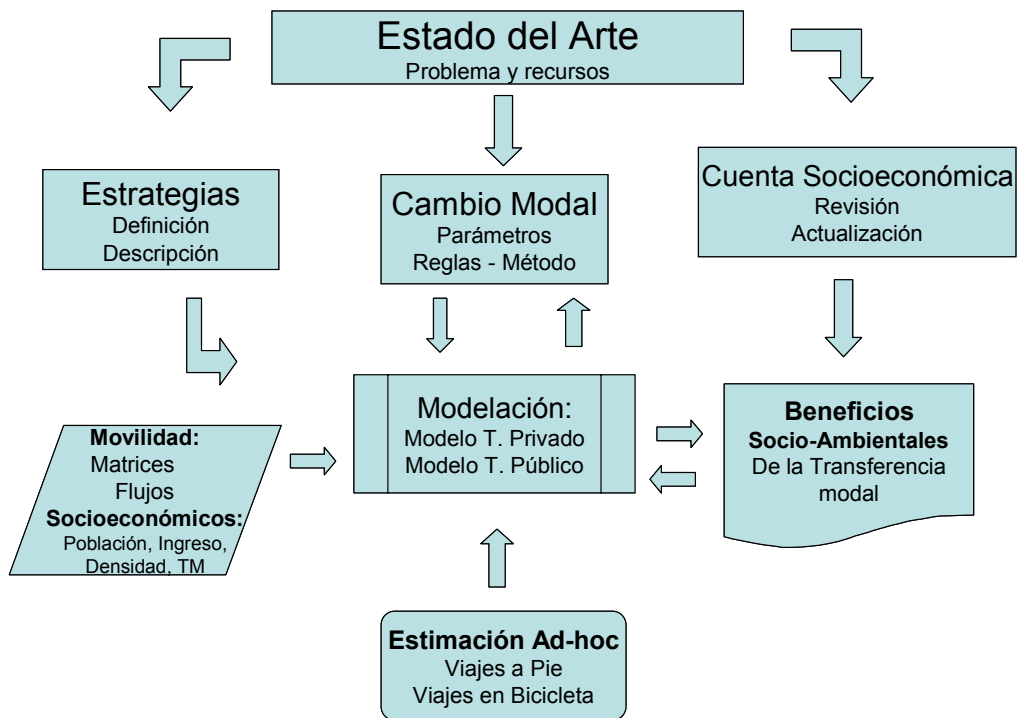 Estado del Arte
Problema y recursos
Estrategias
Definición
Descripción
Cambio Modal
Parámetros
Reglas - Método
Cuenta Socioeconómica
Revisión
Actualización
Movilidad:
Matrices
Flujos
Socioeconómicos:
Población, Ingreso,
Densidad, TM
Modelación:
Modelo T. Privado
Modelo T. Público
Beneficios
Socio-Ambientales
De la Transferencia
modal
Estimación Ad-hoc
Viajes a Pie
Viajes en Bicicleta